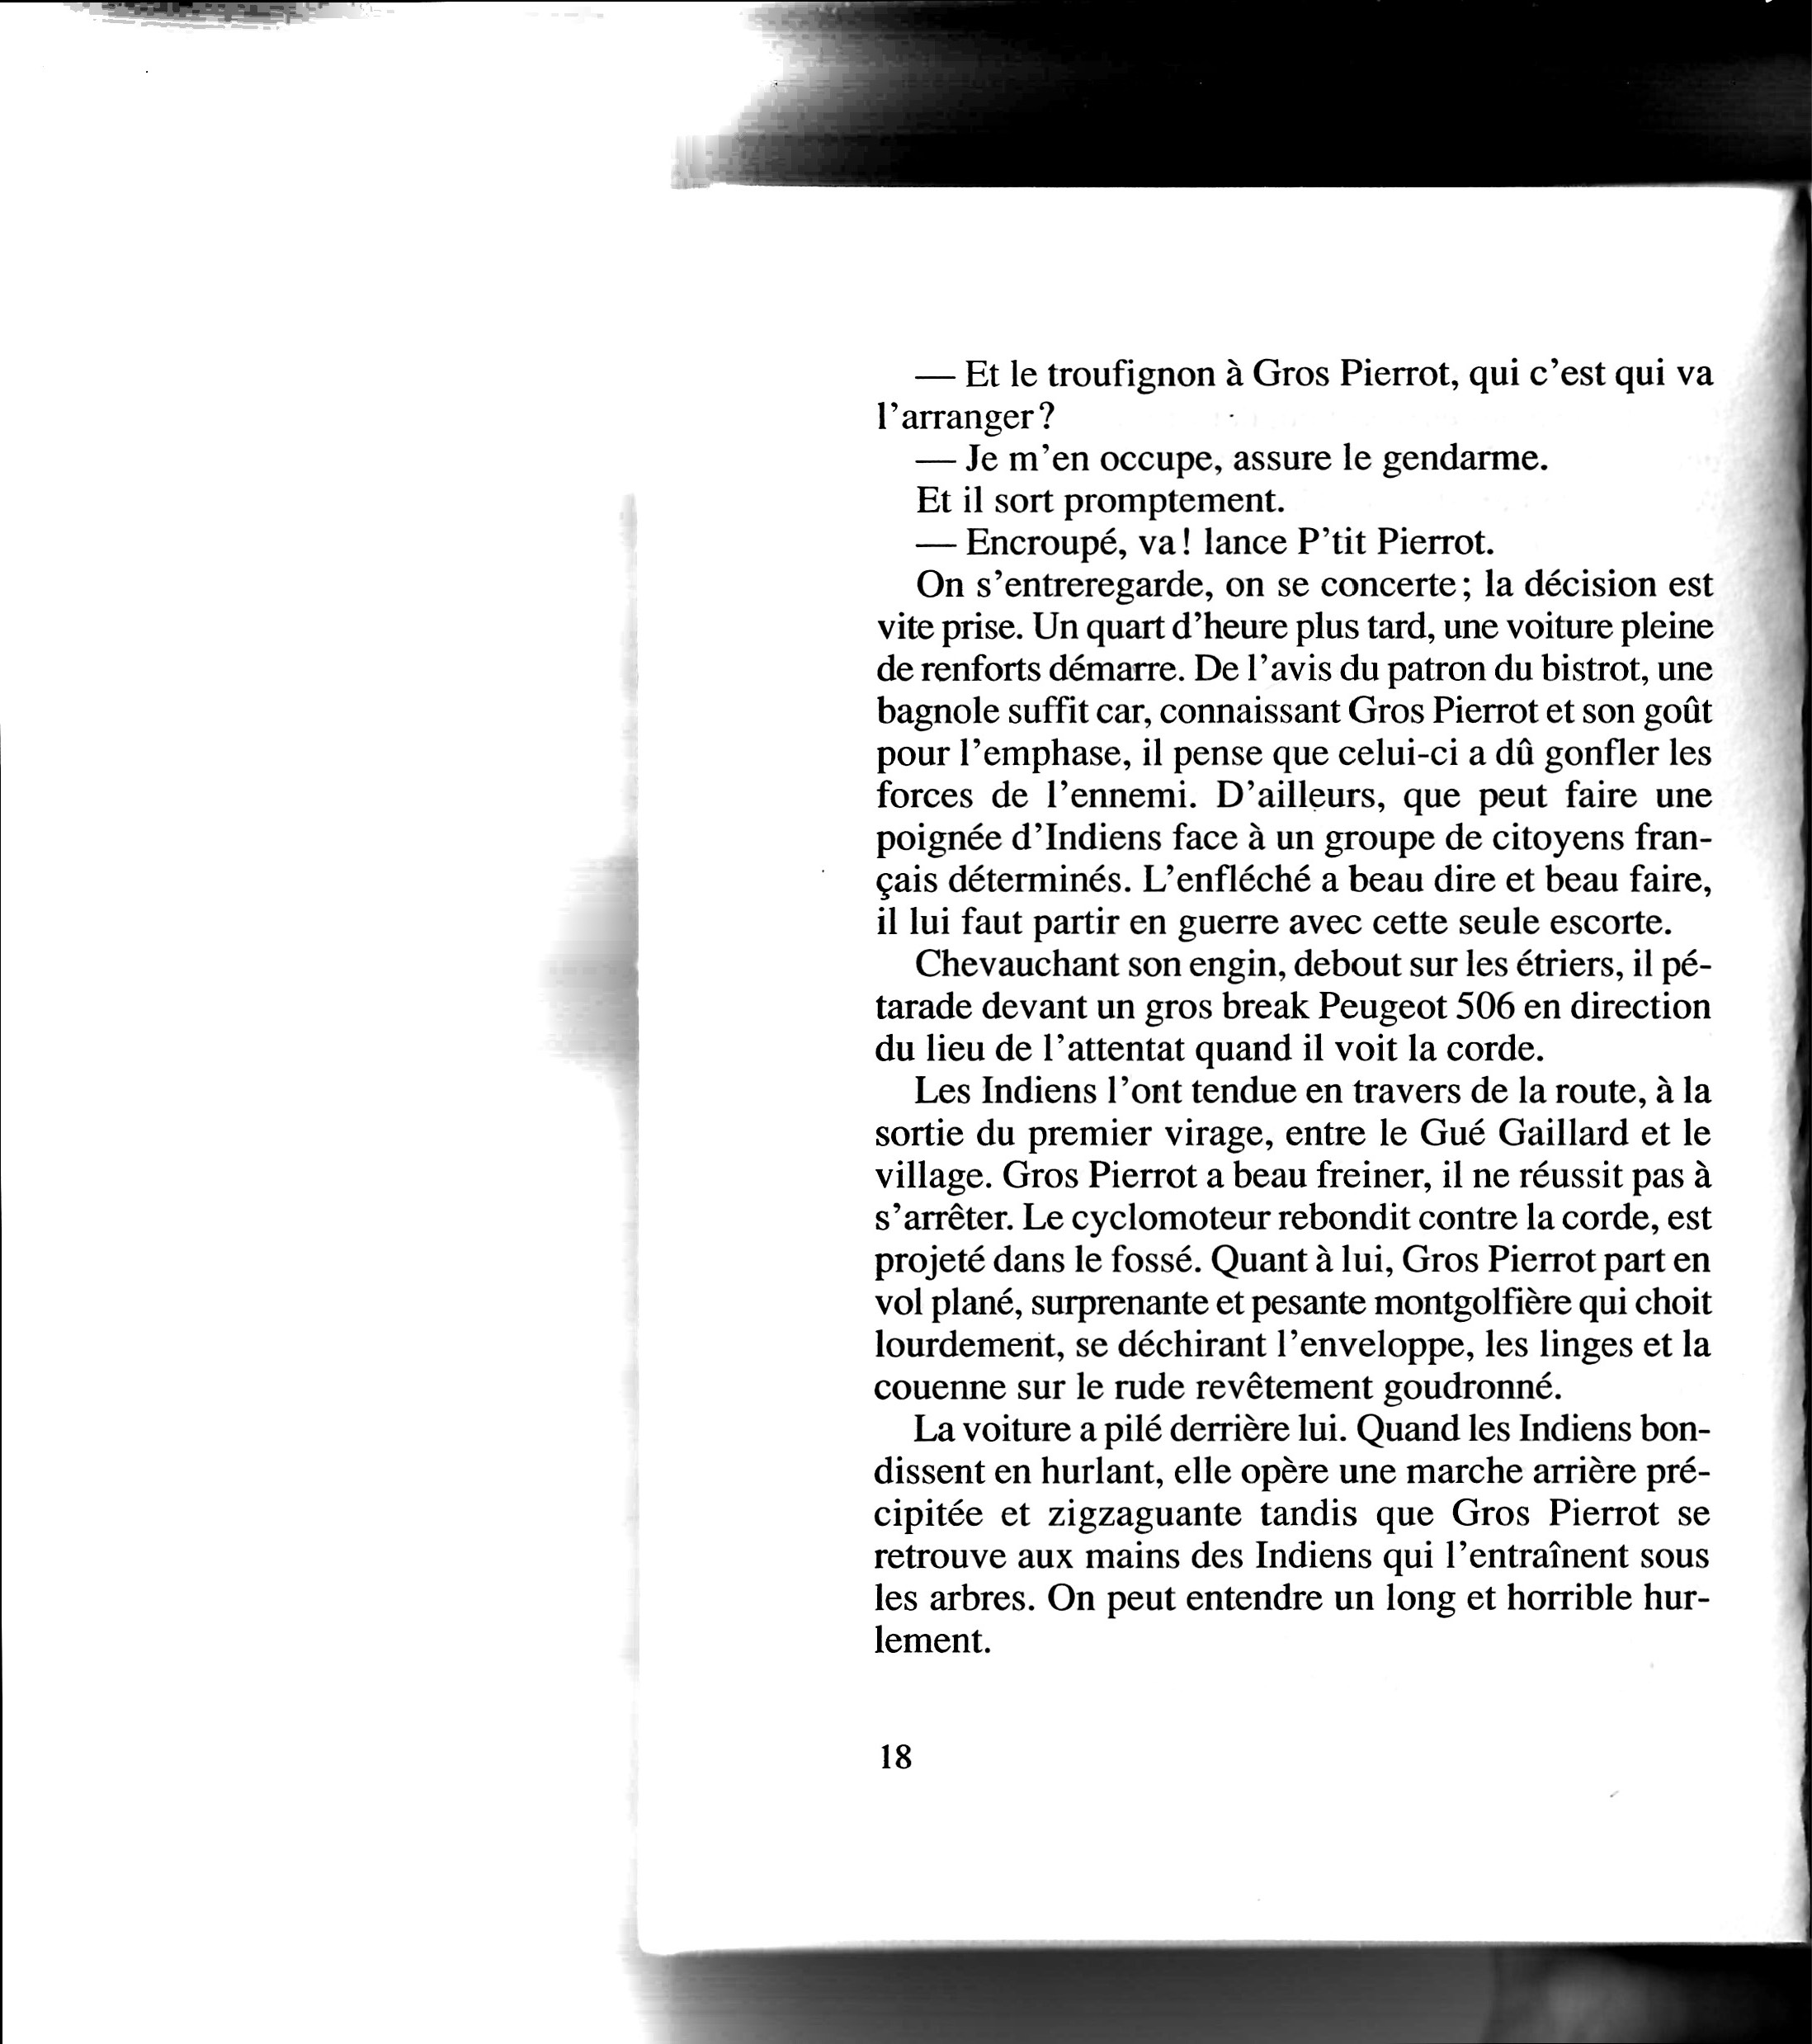 — Et le troufignon à Gros Pierrot, qui c’est qui va
l’arranger ?
— Je m’en occupe, assure le gendarme.
Et il sort promptement.
— Encroupé, va ! lance P’tit Pierrot.
On s’entreregarde, on se concerte ; la décision est
vite prise. Un quart d’heure plus tard, une voiture pleine
de renforts démarre. De l’avis du patron du bistrot, une
bagnole suffit car, connaissant Gros Pierrot et son goût
pour l’emphase, il pense que celui-ci a dû gonfler les
forces de l’ennemi. D’ailleurs, que peut faire une
poignée d’Indiens face à un groupe de citoyens fran-
çais déterminés. L’enfléché a beau dire et beau faire,
il lui faut partir en guerre avec cette seule escorte.
Chevauchant son engin, debout sur les étriers, il pé-
tarade devant un gros break Peugeot 506 en direction
du lieu de l’attentat quand il voit la corde.
Les Indiens l’ont tendue en travers de la route, à la
sortie du premier virage, entre le Gué Gaillard et le
village. Gros Pierrot a beau freiner, il ne réussit pas à
s’arrêter. Le cyclomoteur rebondit contre la corde, est
projeté dans le fossé. Quant à lui, Gros Pierrot part en
vol plané, surprenante et pesante montgolfière qui choit
lourdement, se déchirant l’enveloppe, les linges et la
couenne sur le rude revêtement goudronné.
La voiture a pilé derrière lui. Quand les Indiens bon-
dissent en hurlant, elle opère une marche arrière pré-
cipitée et zigzaguante tandis que Gros Pierrot se
retrouve aux mains des Indiens qui l’entraînent sous
les arbres. On peut entendre un long et horrible hur-
lement.
18